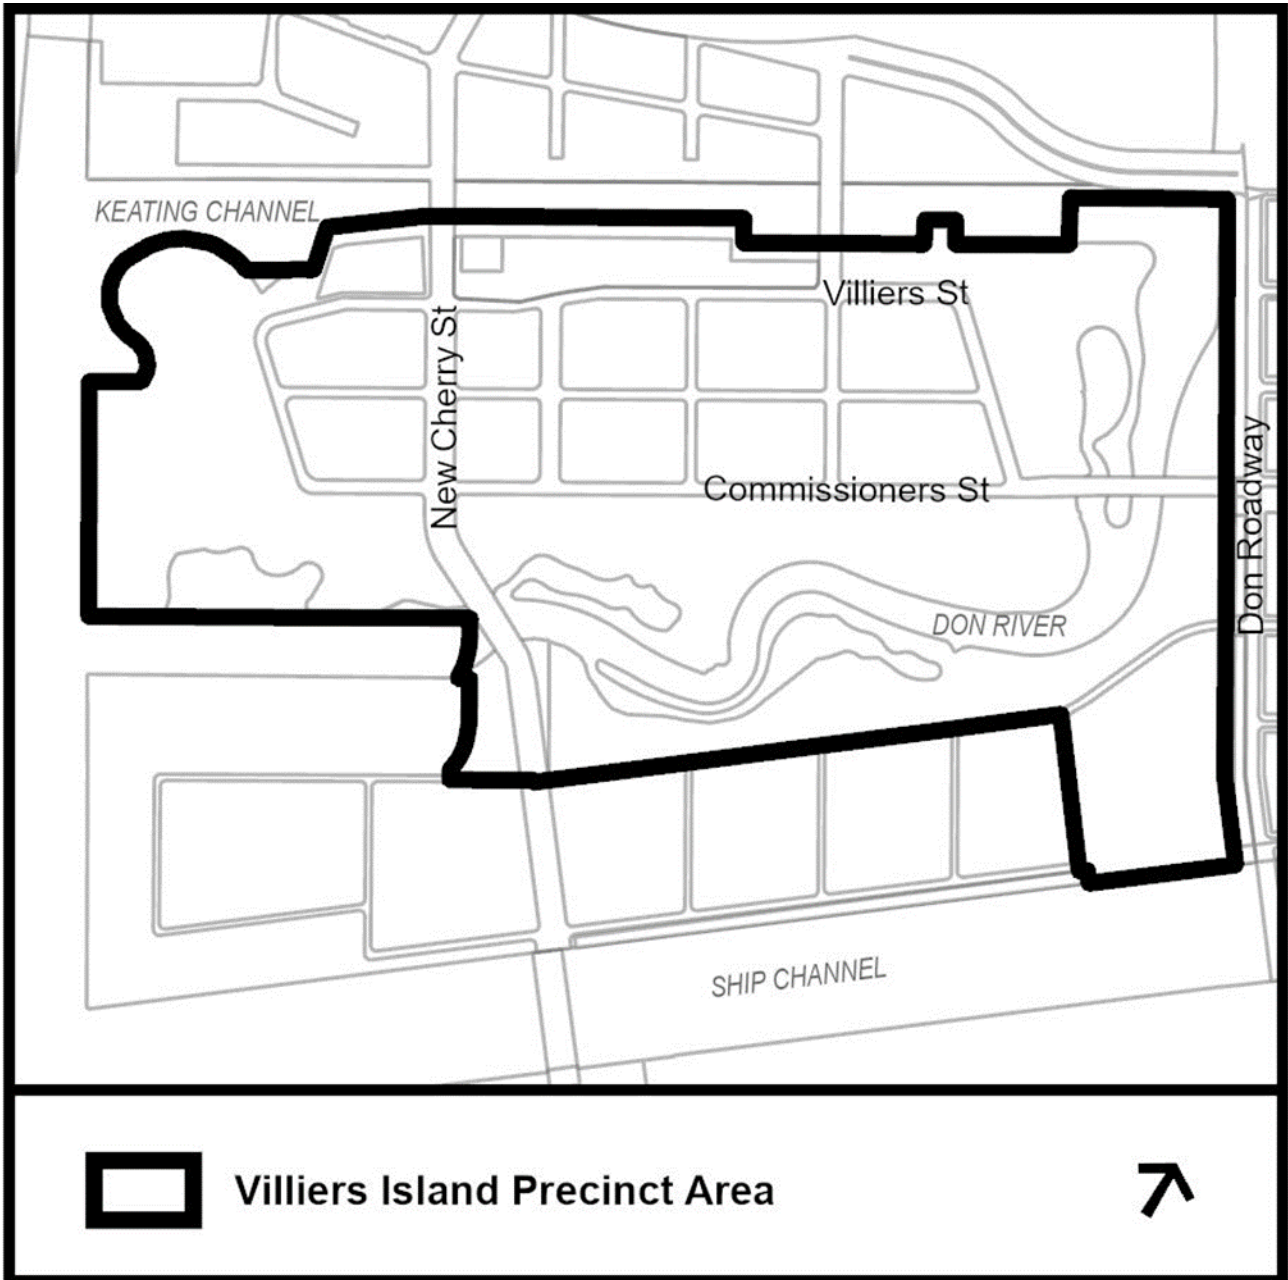 KEATING CHANNEL
Villiers St
New Cherry St
Commissioners St
Don Roadway
DON RIVER
SHIP CHANNEL
Villiers Island Precinct Area